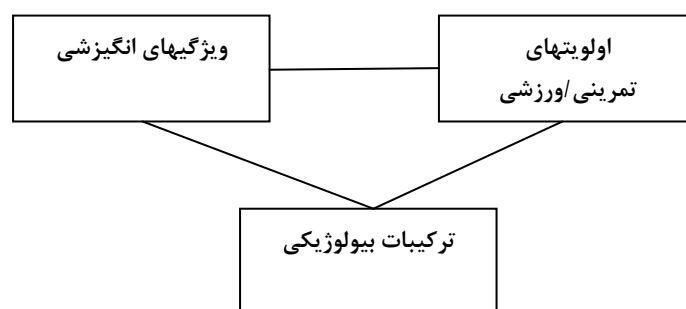 اولویتهای
تمرینی/ورزشی
ویژگیهای انگیزشی
ترکیبات بیولوژیکی